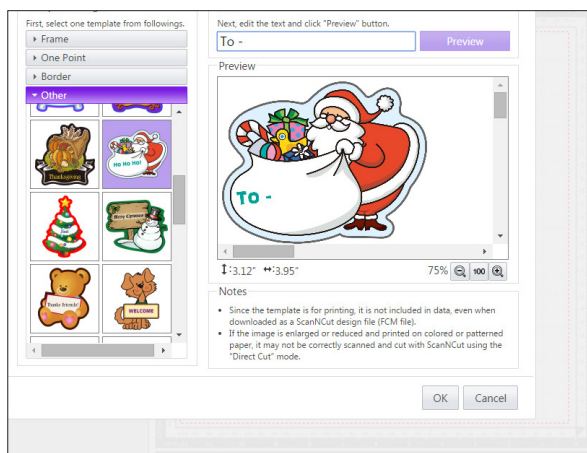 First, select one template from followings.
Frame
One Point
Border
Other
Thanksgiving
HO HO HO!
Merry Christmas
Thanks Friends!
WELCOME
Next, edit the text and click "Preview" button.
To -
Preview
Preview
TO -
3.12" 3.95"
75% 100
Notes
Since the template is for printing, it is not included in data, even when
downloaded as a ScanNCut design file (FCM file).
If the image is enlarged or reduced and printed on colored or patterned
paper, it may not be correctly scanned and cut with ScanNCut using the
"Direct Cut" mode.
OK Cancel